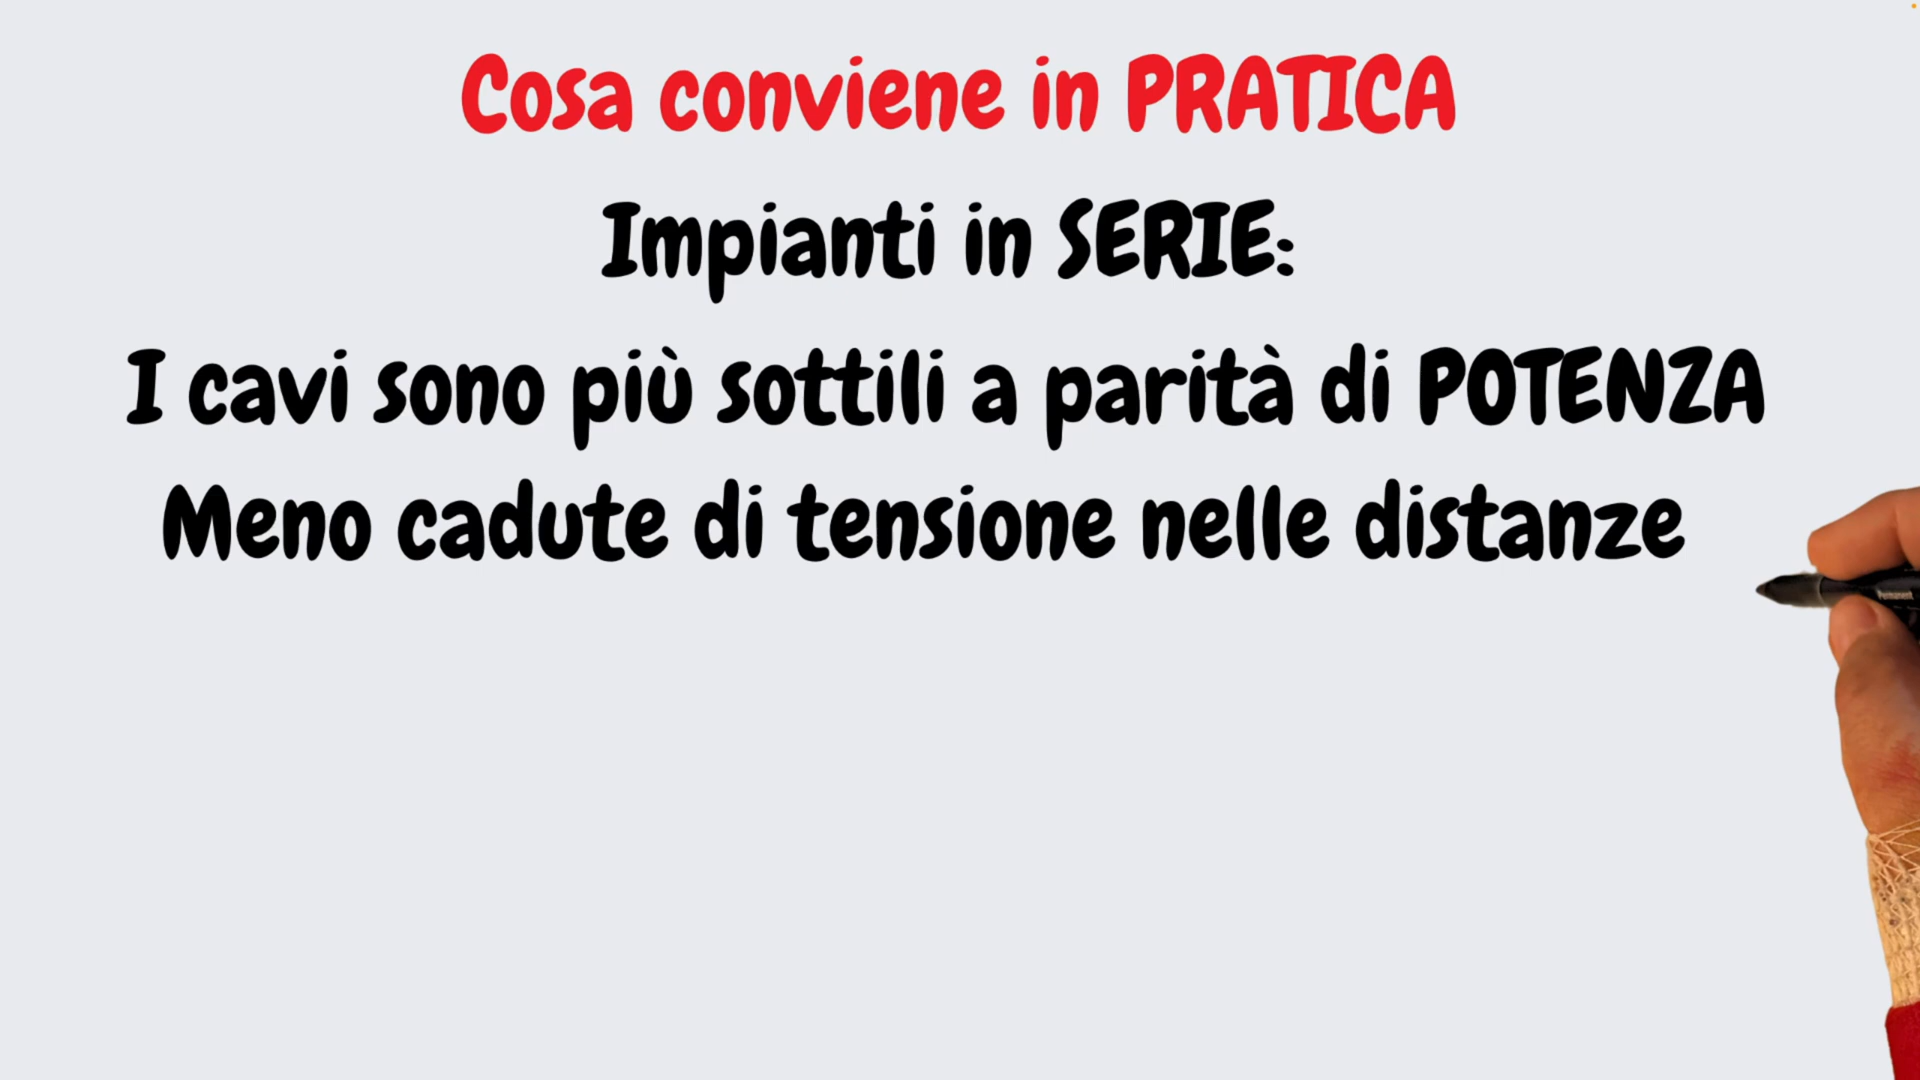 Cosa conviene in PRATICA
Impianti in SERIE:
I cavi sono più sottili a parità di POTENZA
Meno cadute di tensione nelle distanze
Permanent